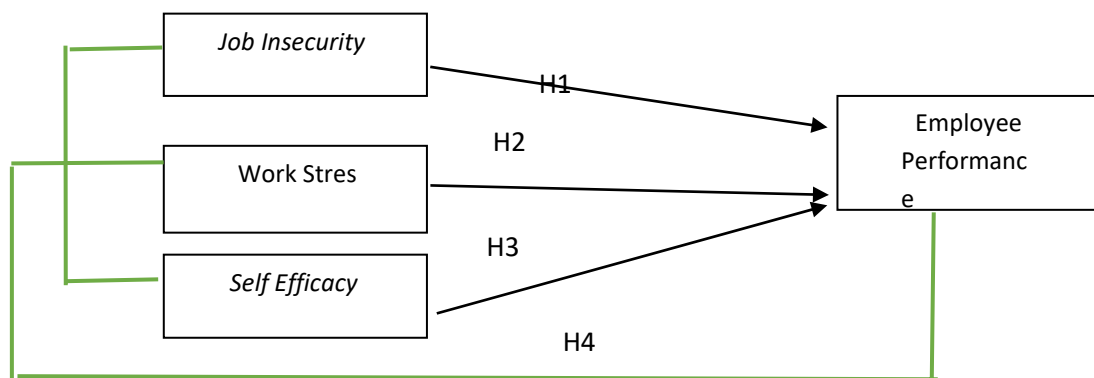 Job Insecurity
H1
Employee
Performanc
e
H2
Work Stres
H3
Self Efficacy
H4